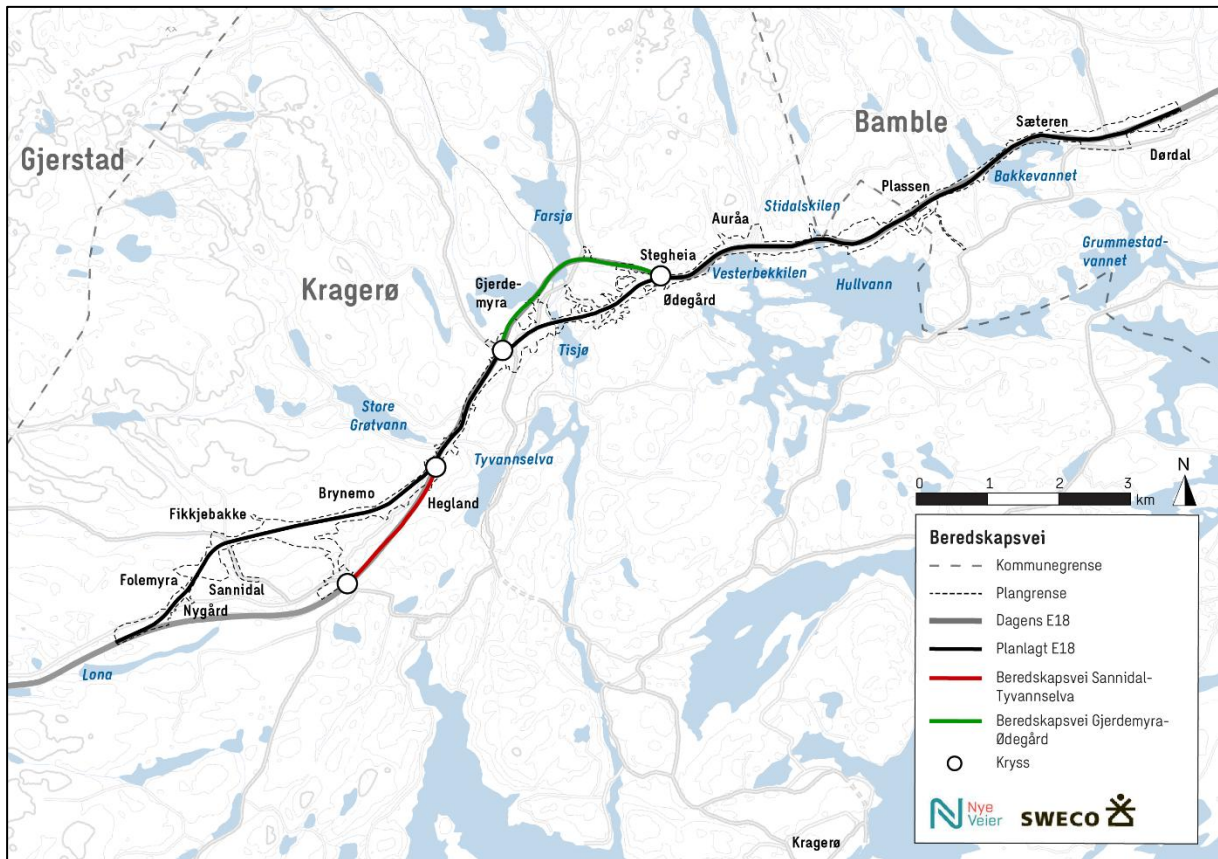 Gjerstad
Kragerø
Bamble
Sæteren
Dørdal
Bakkevannet
Plassen
Stidalskilen
Auråa
Farsjø
Stegheia
Vesterbekkilen
Hullvann
Grummestad-
vannet
Gjerde-
myra
Ødegård
Tisjø
Store
Grøtvann
Tyvannselva
Brynemo
Hegland
Fikkjebakke
Folemyra
Sannidal
Nygård
Lona
Kragerø
N
0
1
2
3
km
Beredskapsvei
Kommunegrense
Plangrense
Dagens E18
Planlagt E18
Beredskapsvei Sannidal-
Tyvannselva
Beredskapsvei Gjerdemyra-
Ødegård
Kryss
Nye
Veier
SWECO